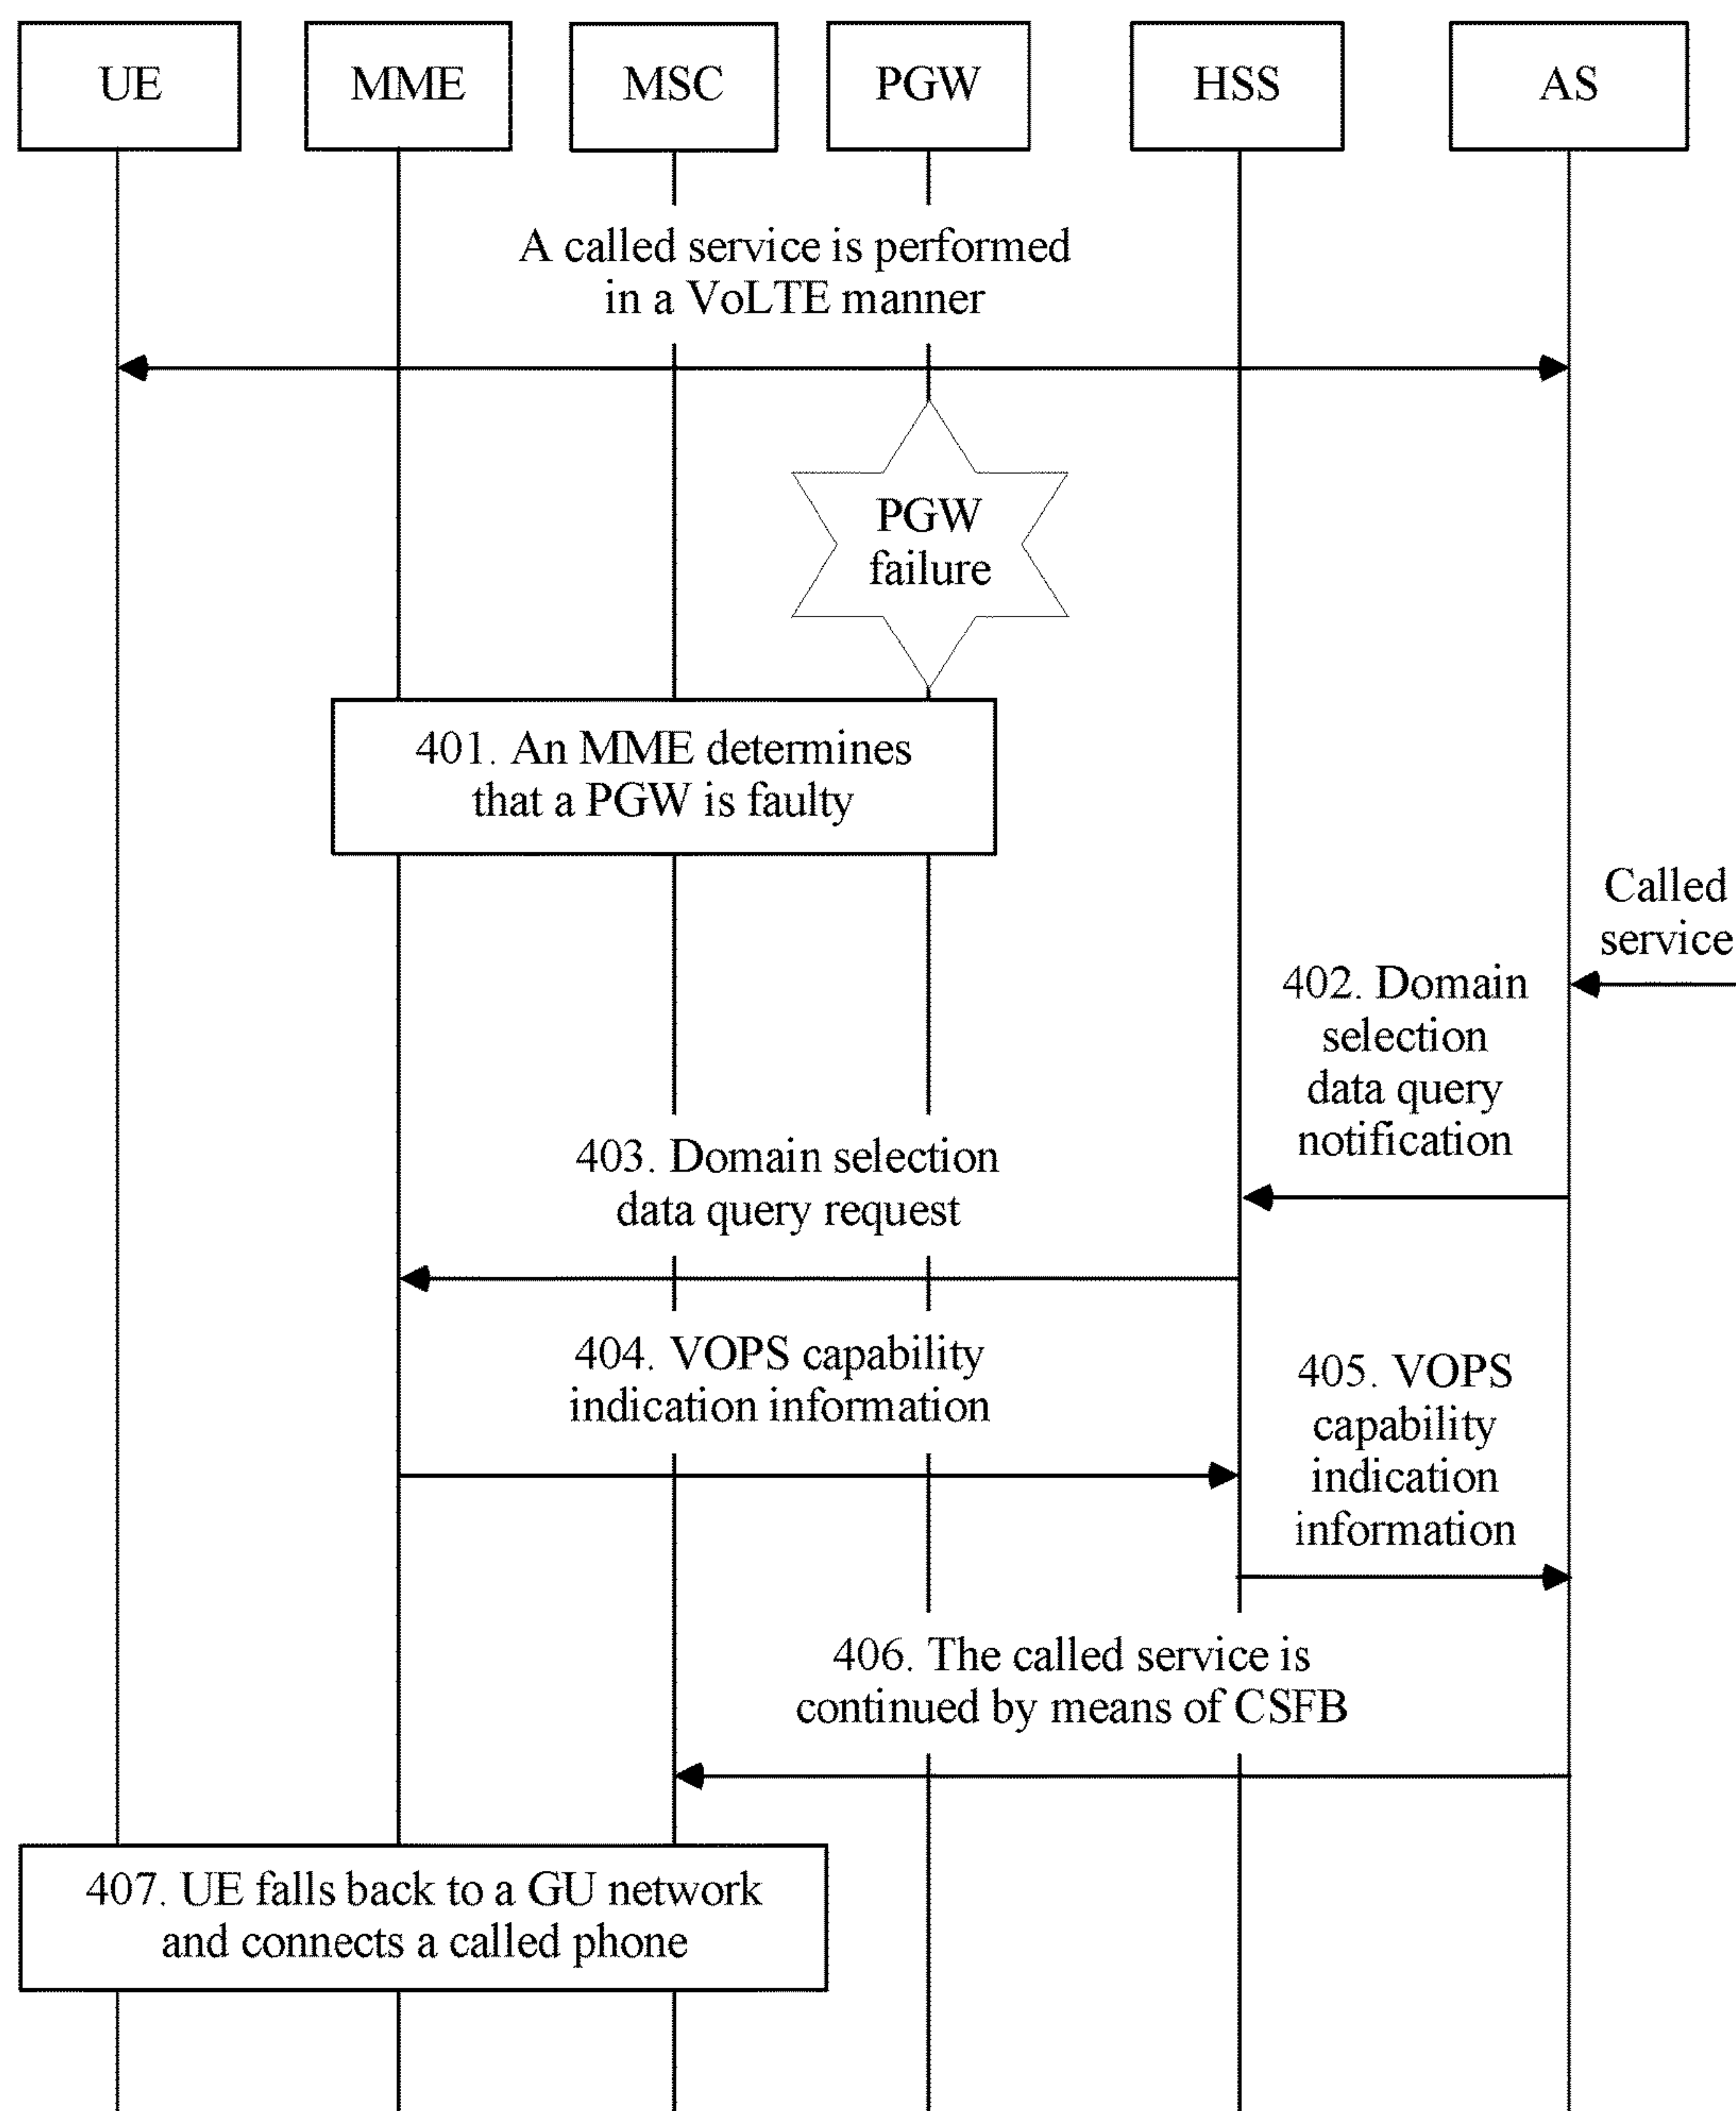 UE
MME
MSC
PGW
HSS
AS
A called service is performed
in a VoLTE manner
PGW
failure
401. An MME determines
that a PGW is faulty
Called
service
402. Domain
selection
data query
notification
403. Domain selection
data query request
404. VOPS capability
indication information
405. VOPS
capability
indication
information
406. The called service is
continued by means of CSFB
407. UE falls back to a GU network
and connects a called phone